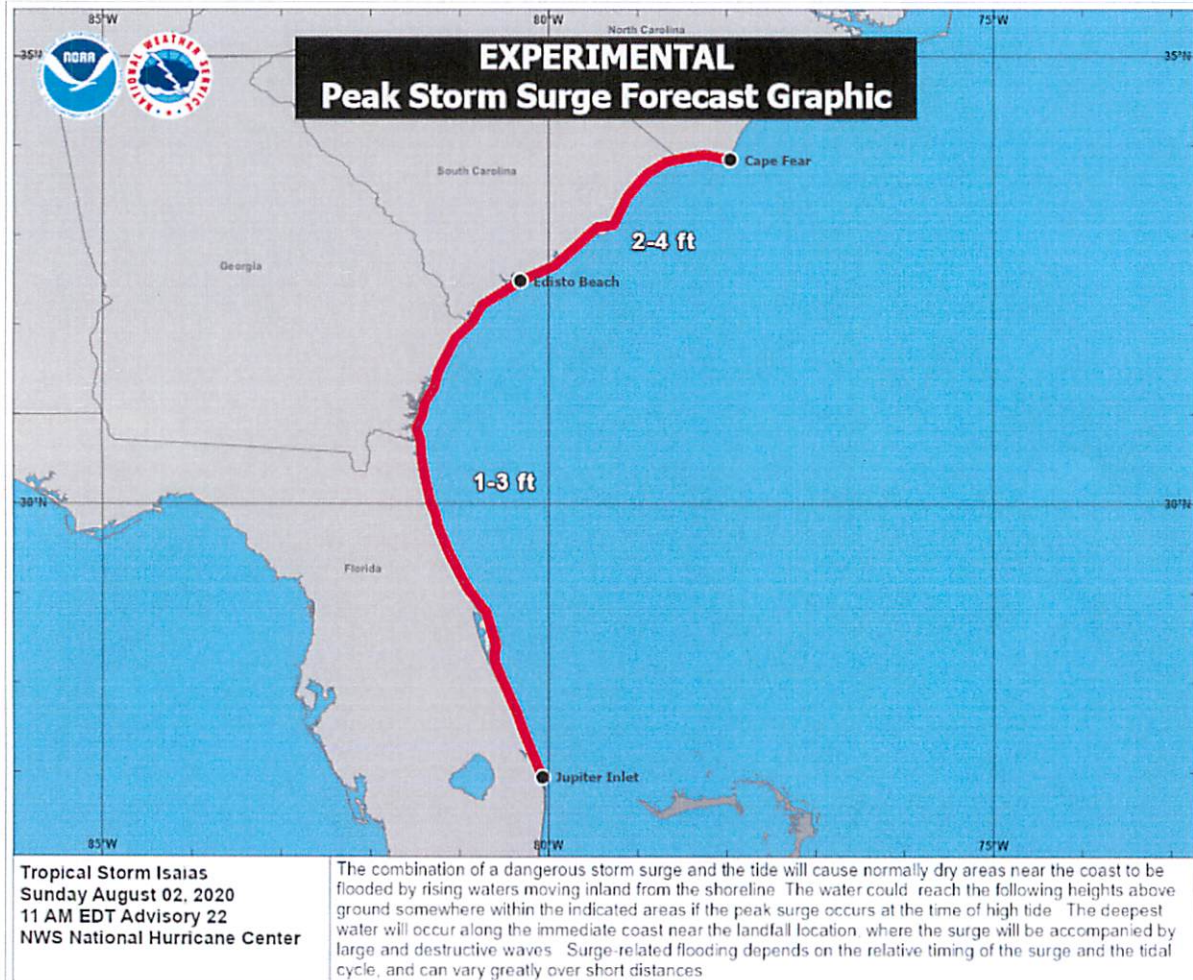 85°W
80°W
75°W
North Carolina
35°N
35°N
NOAA
NATIONAL WEATHER SERVICE
EXPERIMENTAL
Peak Storm Surge Forecast Graphic
Cape Fear
South Carolina
2-4 ft
Georgia
Edisto Beach
1-3 ft
30°N
30°N
Florida
Jupiter Inlet
85°W
80°W
75°W
Tropical Storm Isaias
Sunday August 02, 2020
11 AM EDT Advisory 22
NWS National Hurricane Center
The combination of a dangerous storm surge and the tide will cause normally dry areas near the coast to be
flooded by rising waters moving inland from the shoreline. The water could reach the following heights above
ground somewhere within the indicated areas if the peak surge occurs at the time of high tide. The deepest
water will occur along the immediate coast near the landfall location, where the surge will be accompanied by
large and destructive waves. Surge-related flooding depends on the relative timing of the surge and the tidal
cycle, and can vary greatly over short distances